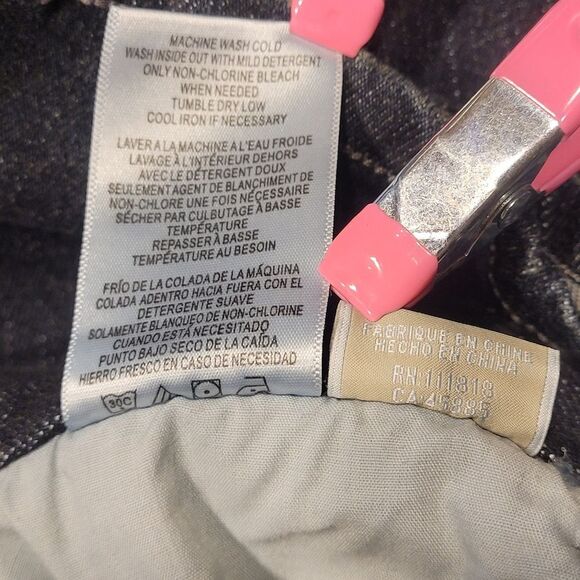 MACHINE WASH COLD
WASH INSIDE OUT WITH MILD DETERGENT
ONLY NON-CHLORINE BLEACH
WHEN NEEDED
TUMBLE DRY LOW
COOL IRON IF NECESSARY
LAVER A LA MACHINE A L'EAU FROIDE
LAVAGE À L'INTÉRIEUR DEHORS
AVEC LE DÉTERGENT DOUX
SEULEMENT AGENT DE BLANCHIMENT DE
NON-CHLORE UNE FOIS NÉCESSAIRE
SÉCHER PAR CULBUTAGE À BASSE
TEMPÉRATURE
REPASSER À BASSE
TEMPÉRATURE AU BESOIN
FRÍO DE LA COLADA DE LA MÁQUINA
COLADA ADENTRO HACIA FUERA CON EL
DETERGENTE SUAVE
SOLAMENTE BLANQUEO DE NON-CHLORINE
CUANDO ESTÁ NECESITADO
PUNTO BAJO SECO DE LA CAÍDA
HIERRO FRESCO EN CASO DE NECESIDAD
30C
FABRIQUE EN CHINE
HECHO EN CHINA
RN:111818
CA:45985